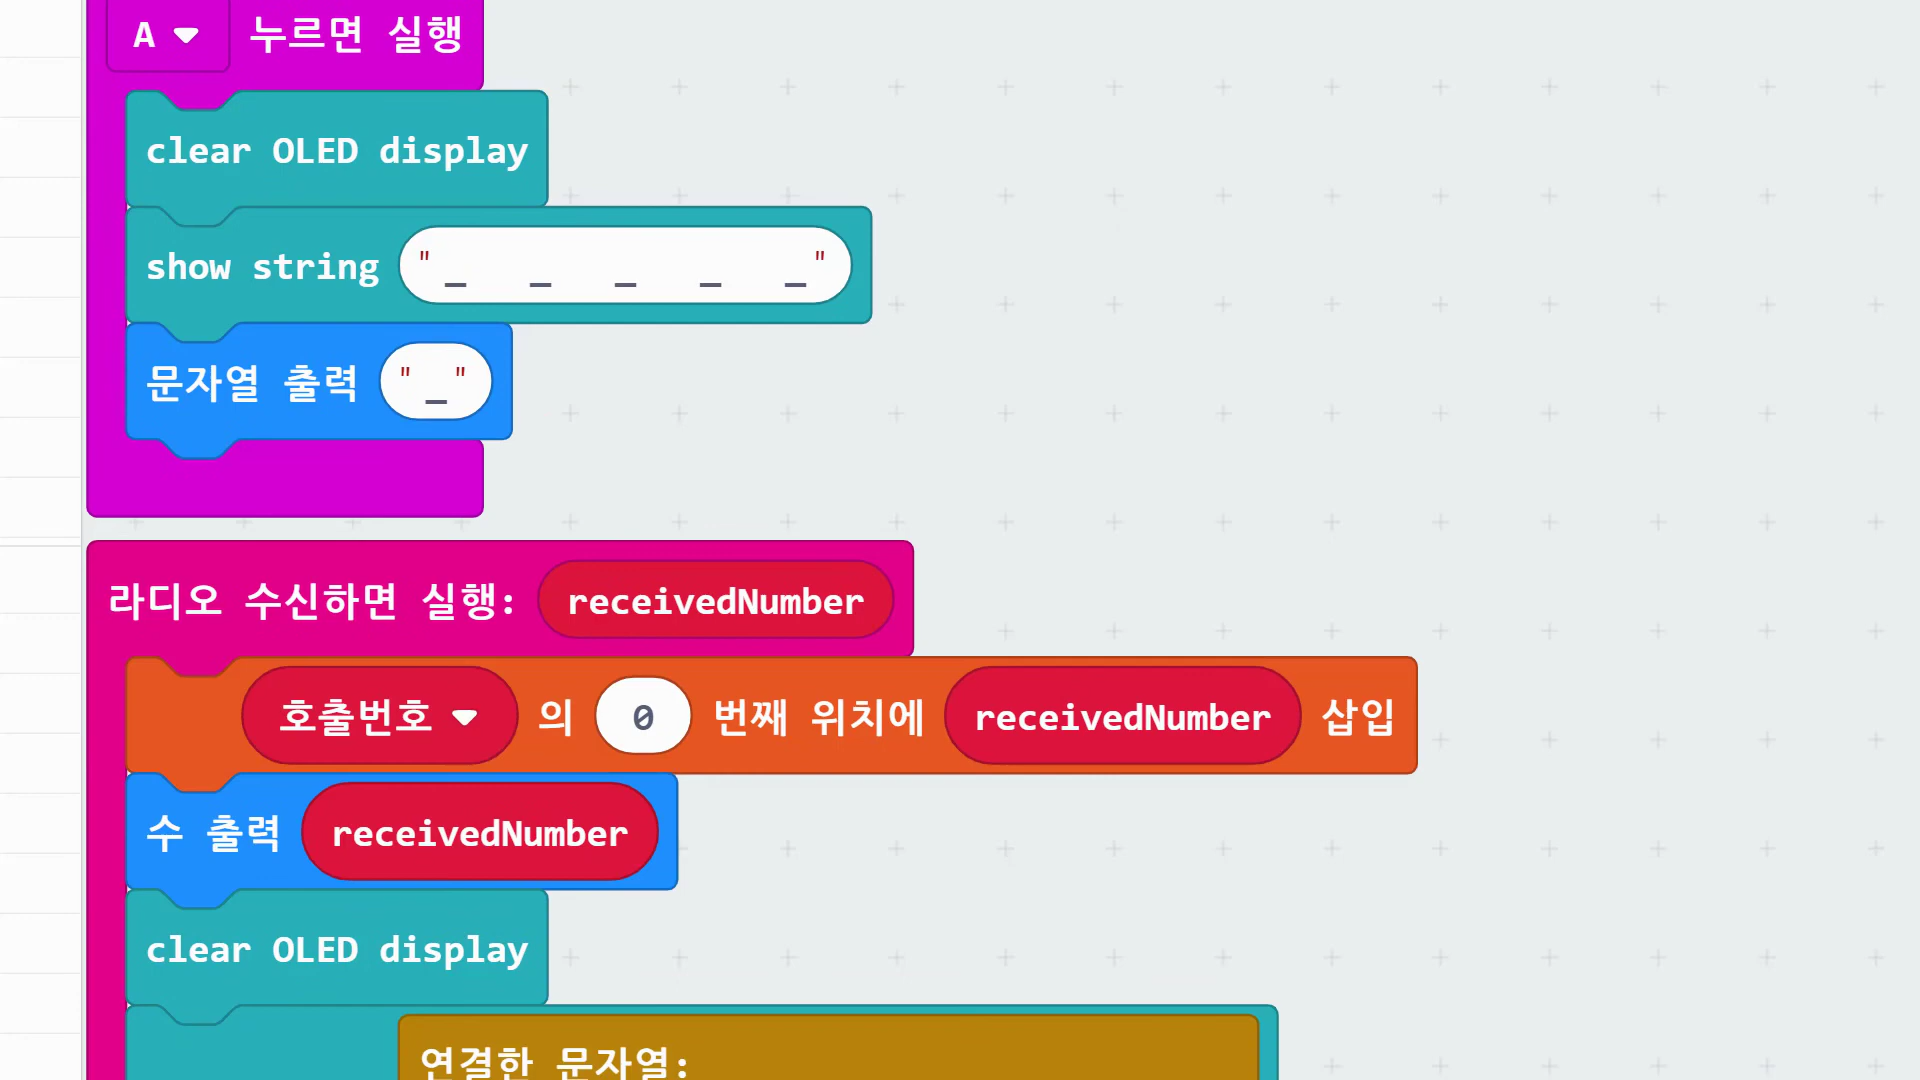 A 누르면 실행
clear OLED display
show string "_   _   _   _   _"
문자열 출력 "_"
라디오 수신하면 실행: receivedNumber
호출번호 의 0 번째 위치에 receivedNumber 삽입
수 출력 receivedNumber
clear OLED display
연결한 문자열: